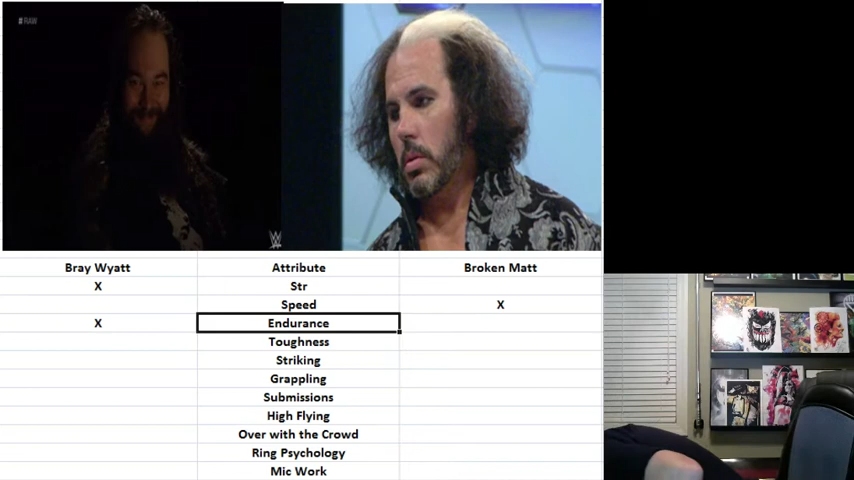 #RAW
W
Bray Wyatt Attribute Broken Matt
X Str
Speed X
X Endurance
Toughness
Striking
Grappling
Submissions
High Flying
Over with the Crowd
Ring Psychology
Mic Work